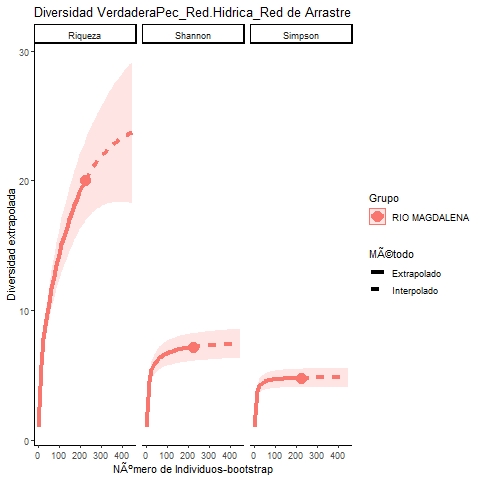 Diversidad VerdaderaPec_Red.Hidrica_Red de Arrastre
Riqueza Shannon Simpson
30
20
10
0
Diversidad extrapolada
0 100 200 300 400 0 100 200 300 400 0 100 200 300 400
NÃºmero de Individuos-bootstrap
Grupo
RIO MAGDALENA
MÃ©todo
Extrapolado
Interpolado